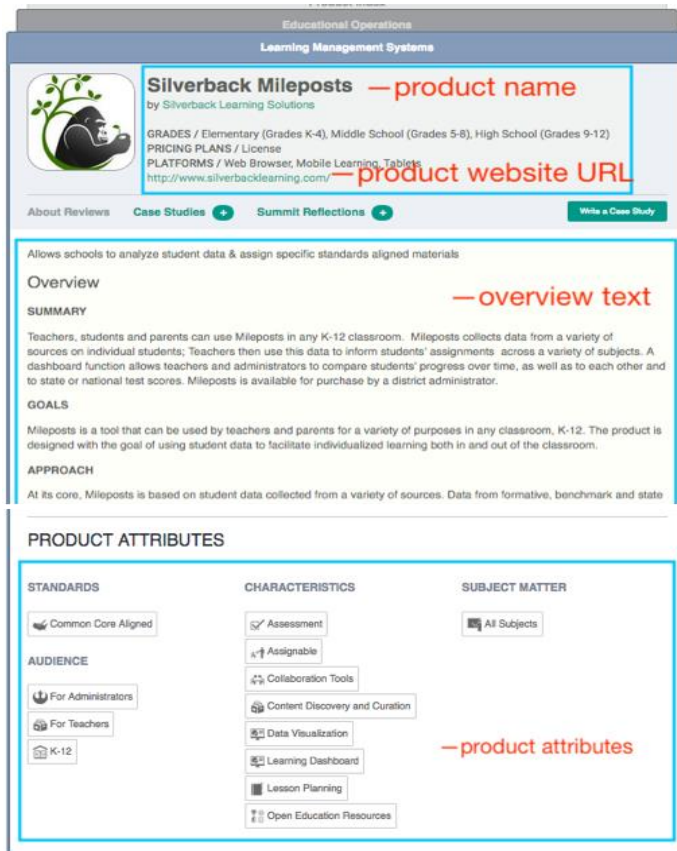 Educational Operations
Learning Management Systems
Silverback Mileposts —product name
by Silverback Learning Solutions
GRADES / Elementary (Grades K-4), Middle School (Grades 5-8), High School (Grades 9-12)
PRICING PLANS / License
PLATFORMS / Web Browser, Mobile Learning, Tablets
http://www.silverbacklearning.com/ —product website URL
About Reviews Case Studies + Summit Reflections + Write a Case Study
Allows schools to analyze student data & assign specific standards aligned materials
Overview
—overview text
SUMMARY
Teachers, students and parents can use Mileposts in any K-12 classroom. Mileposts collects data from a variety of
sources on individual students; Teachers then use this data to inform students' assignments across a variety of subjects. A
dashboard function allows teachers and administrators to compare students' progress over time, as well as to each other and
to state or national test scores. Mileposts is available for purchase by a district administrator.
GOALS
Mileposts is a tool that can be used by teachers and parents for a variety of purposes in any classroom, K-12. The product is
designed with the goal of using student data to facilitate individualized learning both in and out of the classroom.
APPROACH
At its core, Mileposts is based on student data collected from a variety of sources. Data from formative, benchmark and state
PRODUCT ATTRIBUTES
STANDARDS
Common Core Aligned
AUDIENCE
For Administrators
For Teachers
K-12
CHARACTERISTICS
Assessment
Assignable
Collaboration Tools
Content Discovery and Curation
Data Visualization
Learning Dashboard
Lesson Planning
Open Education Resources
SUBJECT MATTER
All Subjects
—product attributes